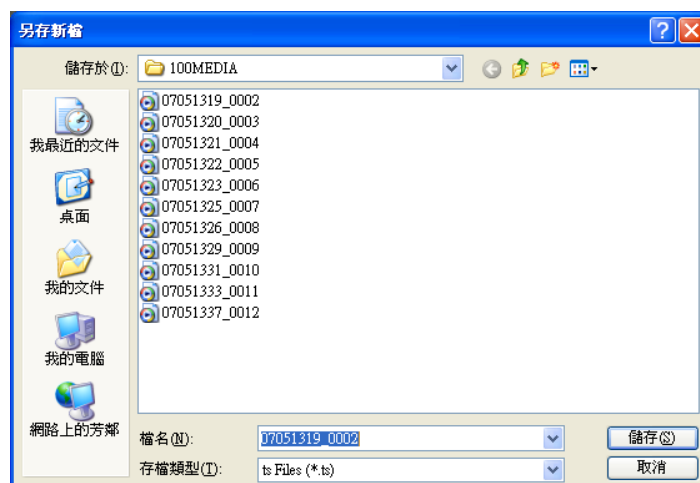 另存新檔
儲存於(I):
100MEDIA
我最近的文件
桌面
我的文件
我的電腦
網路上的芳鄰
07051319_0002
07051320_0003
07051321_0004
07051322_0005
07051323_0006
07051325_0007
07051326_0008
07051329_0009
07051331_0010
07051333_0011
07051337_0012
檔名(N):
07051319_0002
儲存(S)
存檔類型(T):
ts Files (*.ts)
取消